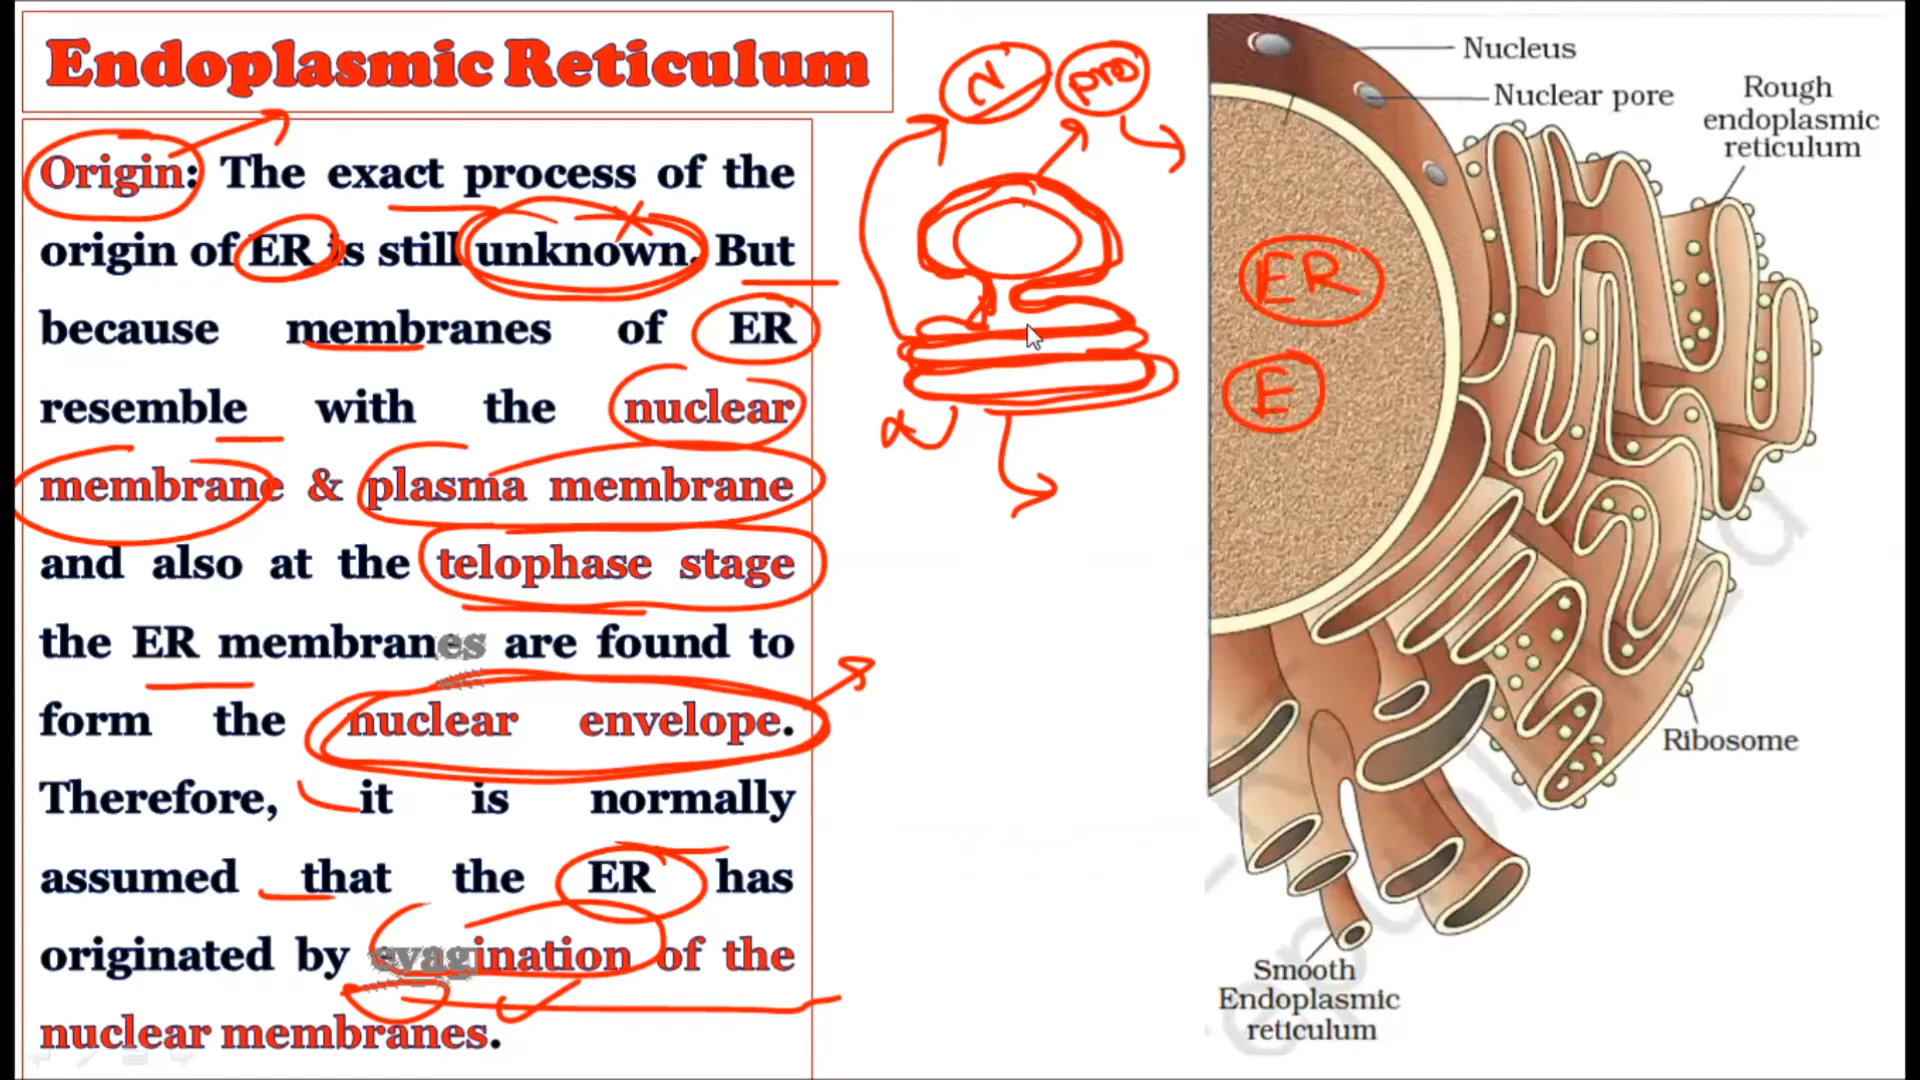 Endoplasmic Reticulum
Origin: The exact process of the
origin of ER is still unknown. But
because membranes of ER
resemble with the nuclear
membrane & plasma membrane
and also at the telophase stage
the ER membranes are found to
form the nuclear envelope.
Therefore, it is normally
assumed that the ER has
originated by evagination of the
nuclear membranes.
N
pro
ER
E
Nucleus
Nuclear pore
Rough
endoplasmic
reticulum
Ribosome
Smooth
Endoplasmic
reticulum